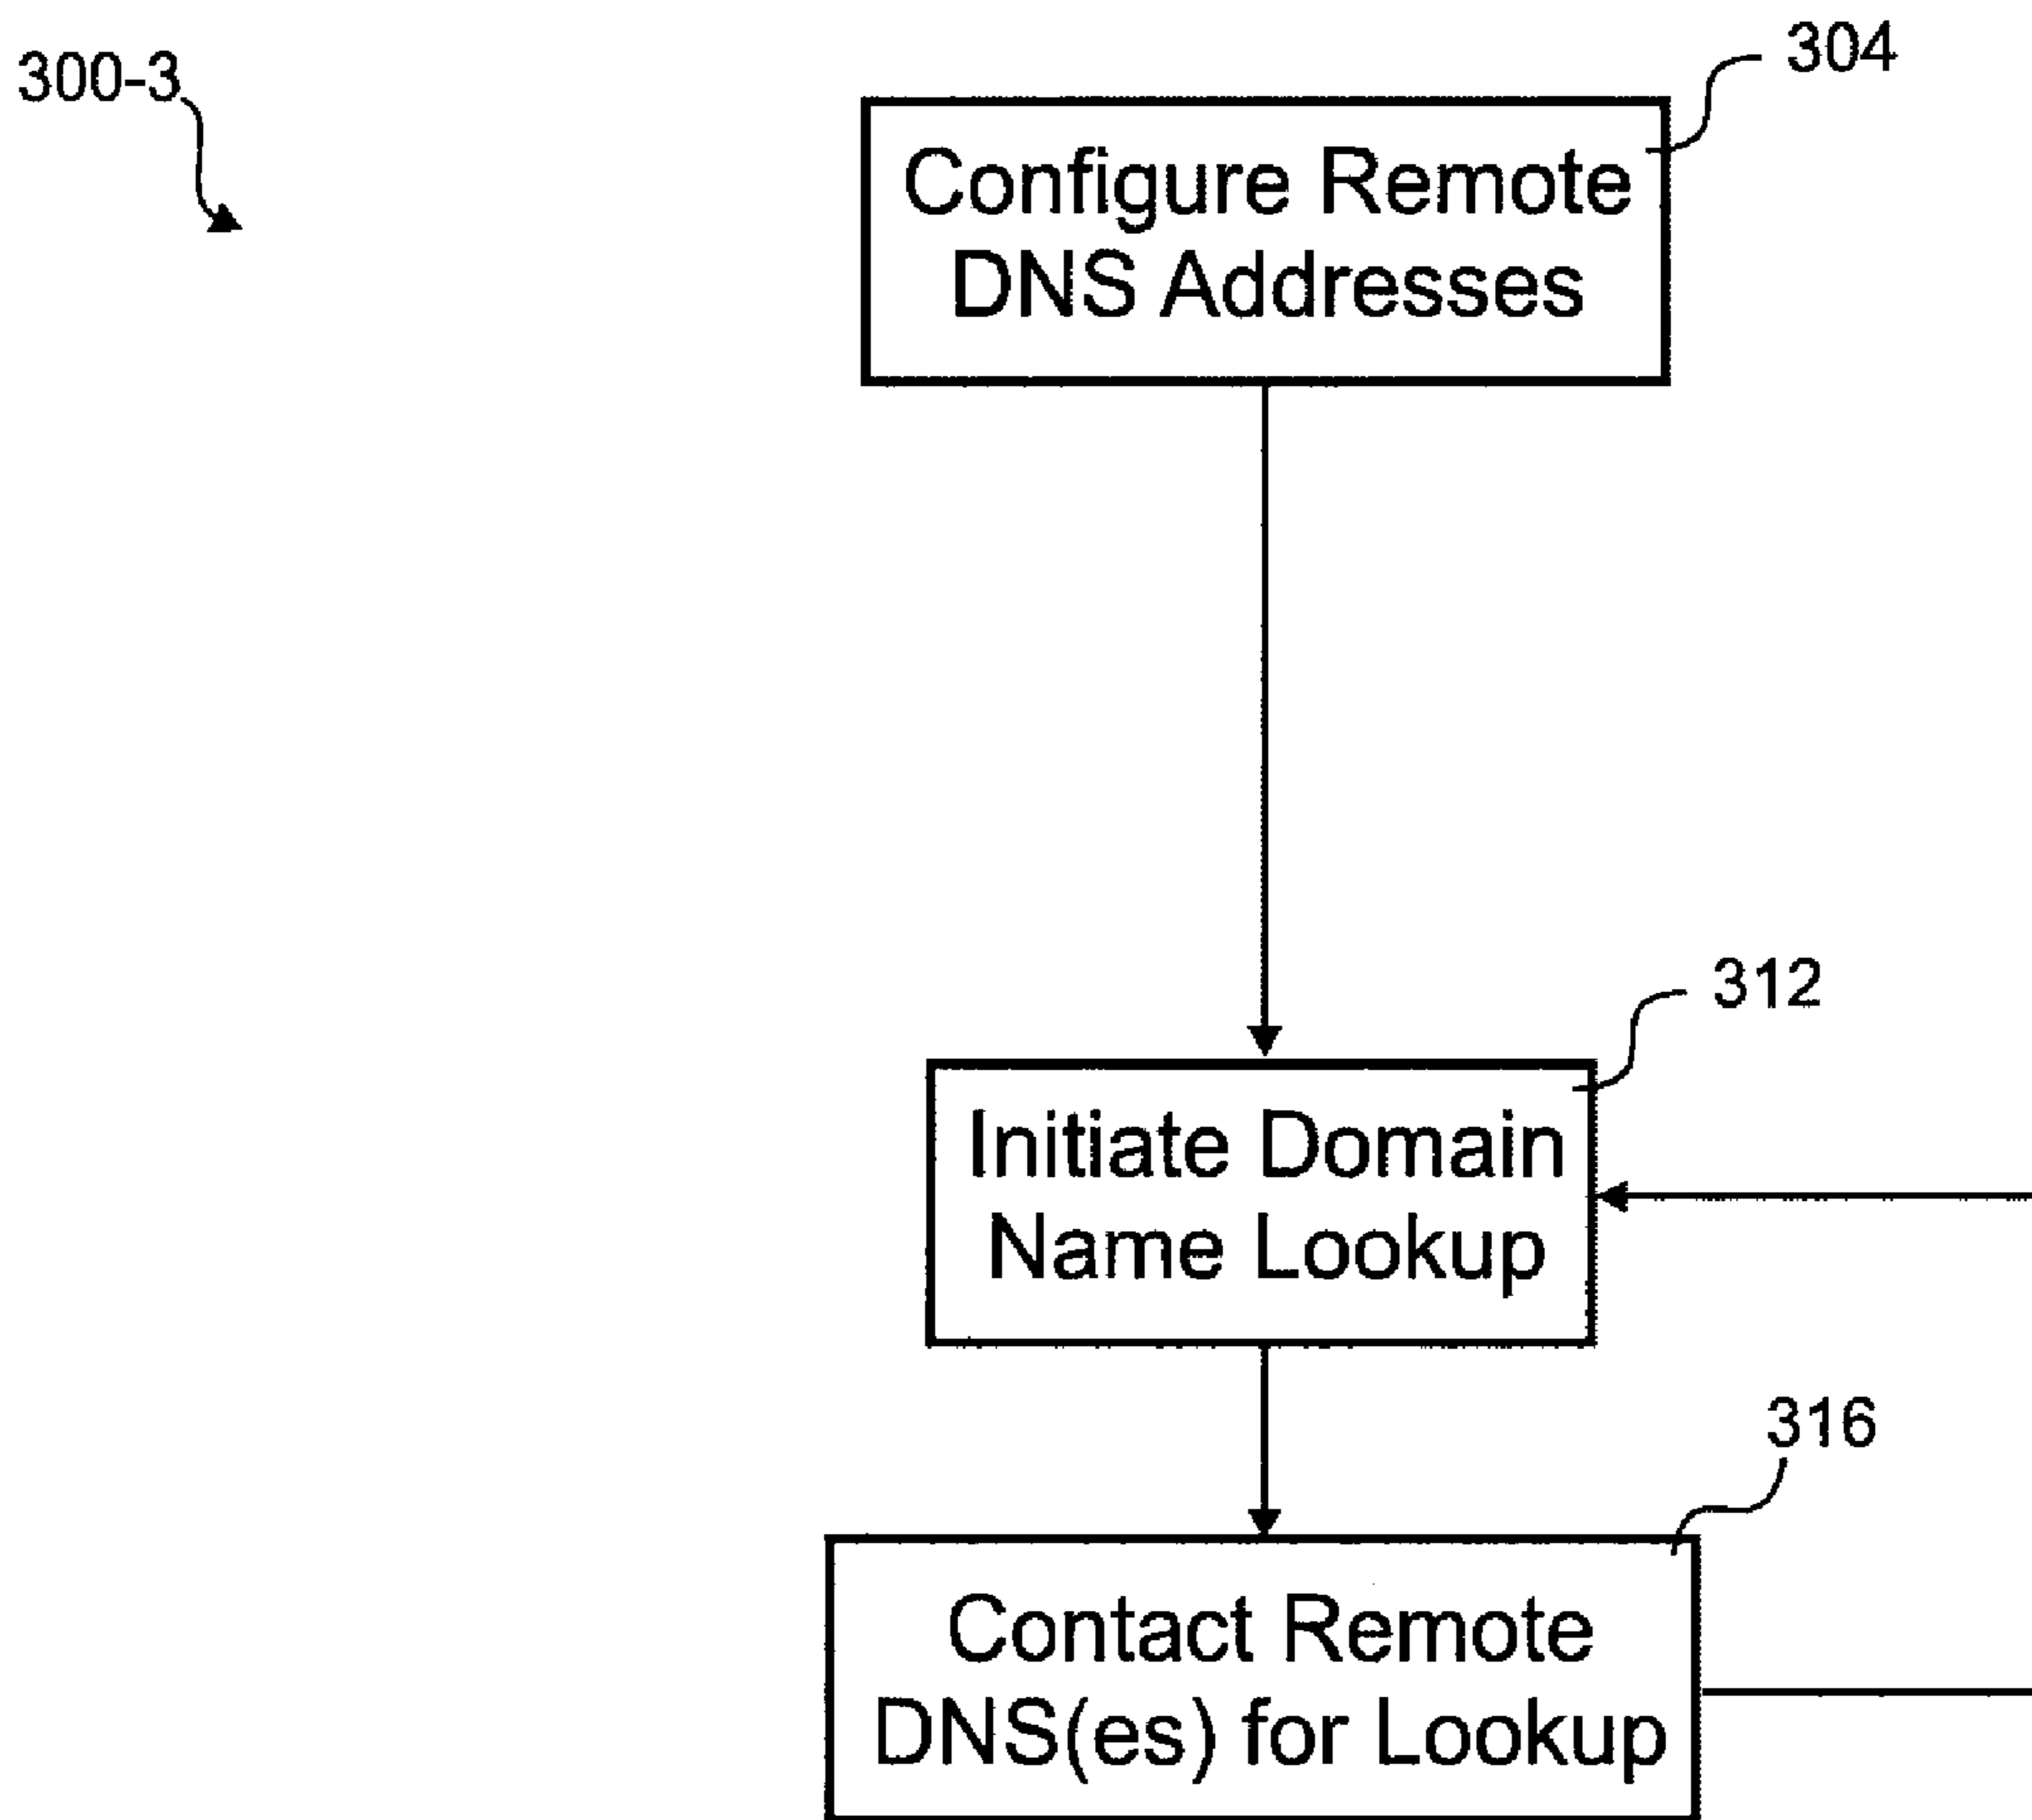 300-3
304
Configure Remote
DNS Addresses
312
Initiate Domain
Name Lookup
316
Contact Remote
DNS(es) for Lookup